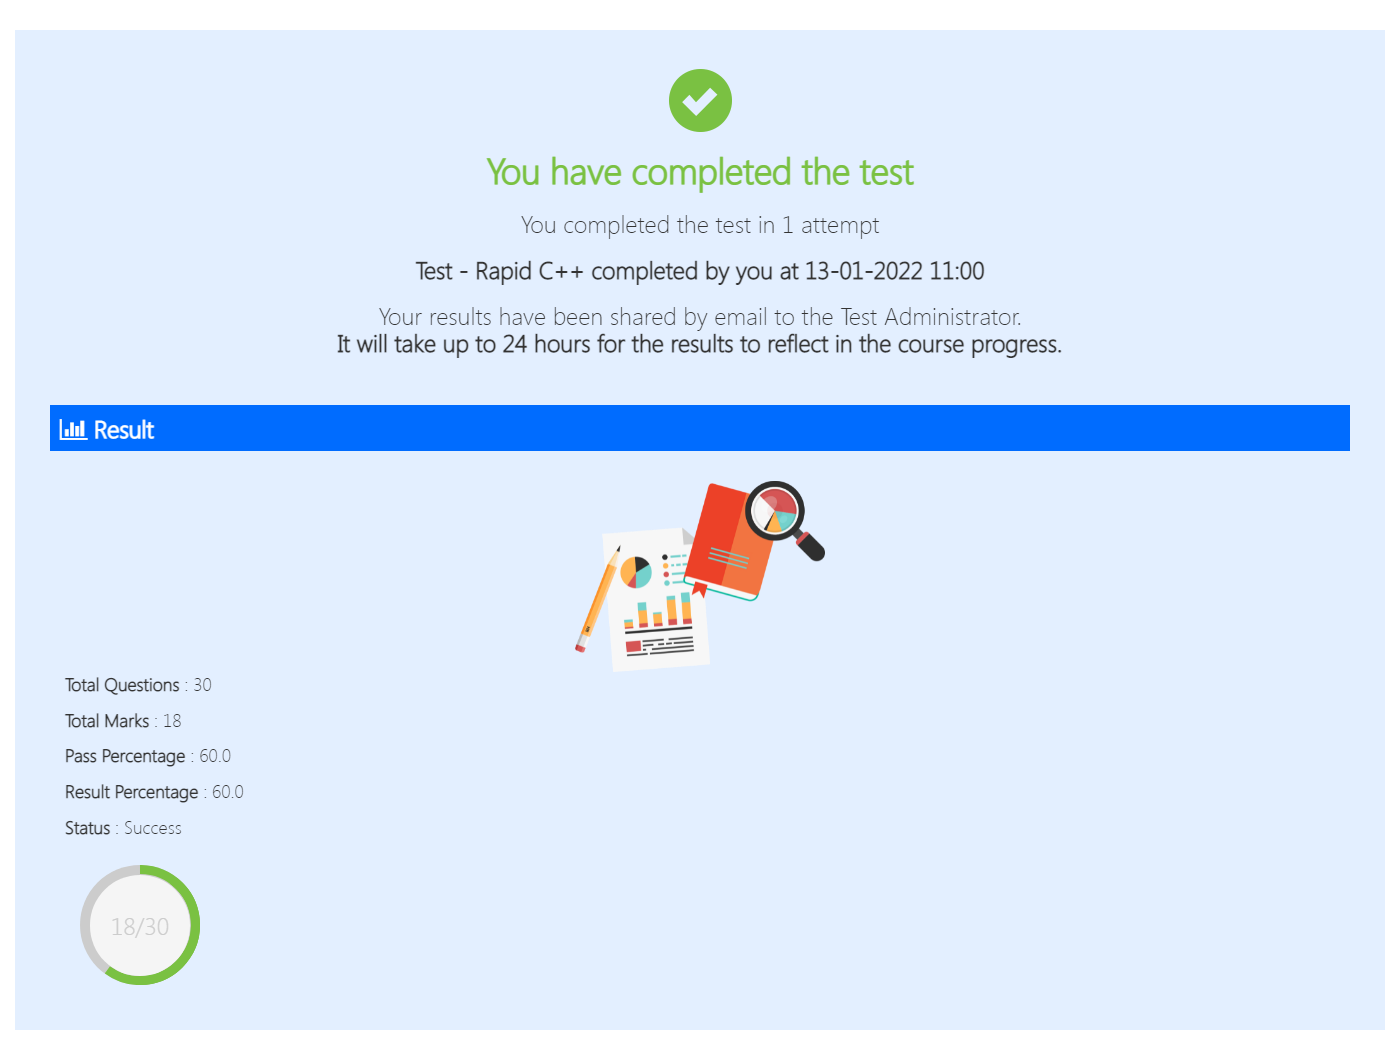 You have completed the test
You completed the test in 1 attempt
Test - Rapid C++ completed by you at 13-01-2022 11:00
Your results have been shared by email to the Test Administrator.
It will take up to 24 hours for the results to reflect in the course progress.
Result
Total Questions : 30
Total Marks : 18
Pass Percentage : 60.0
Result Percentage : 60.0
Status : Success
18/30